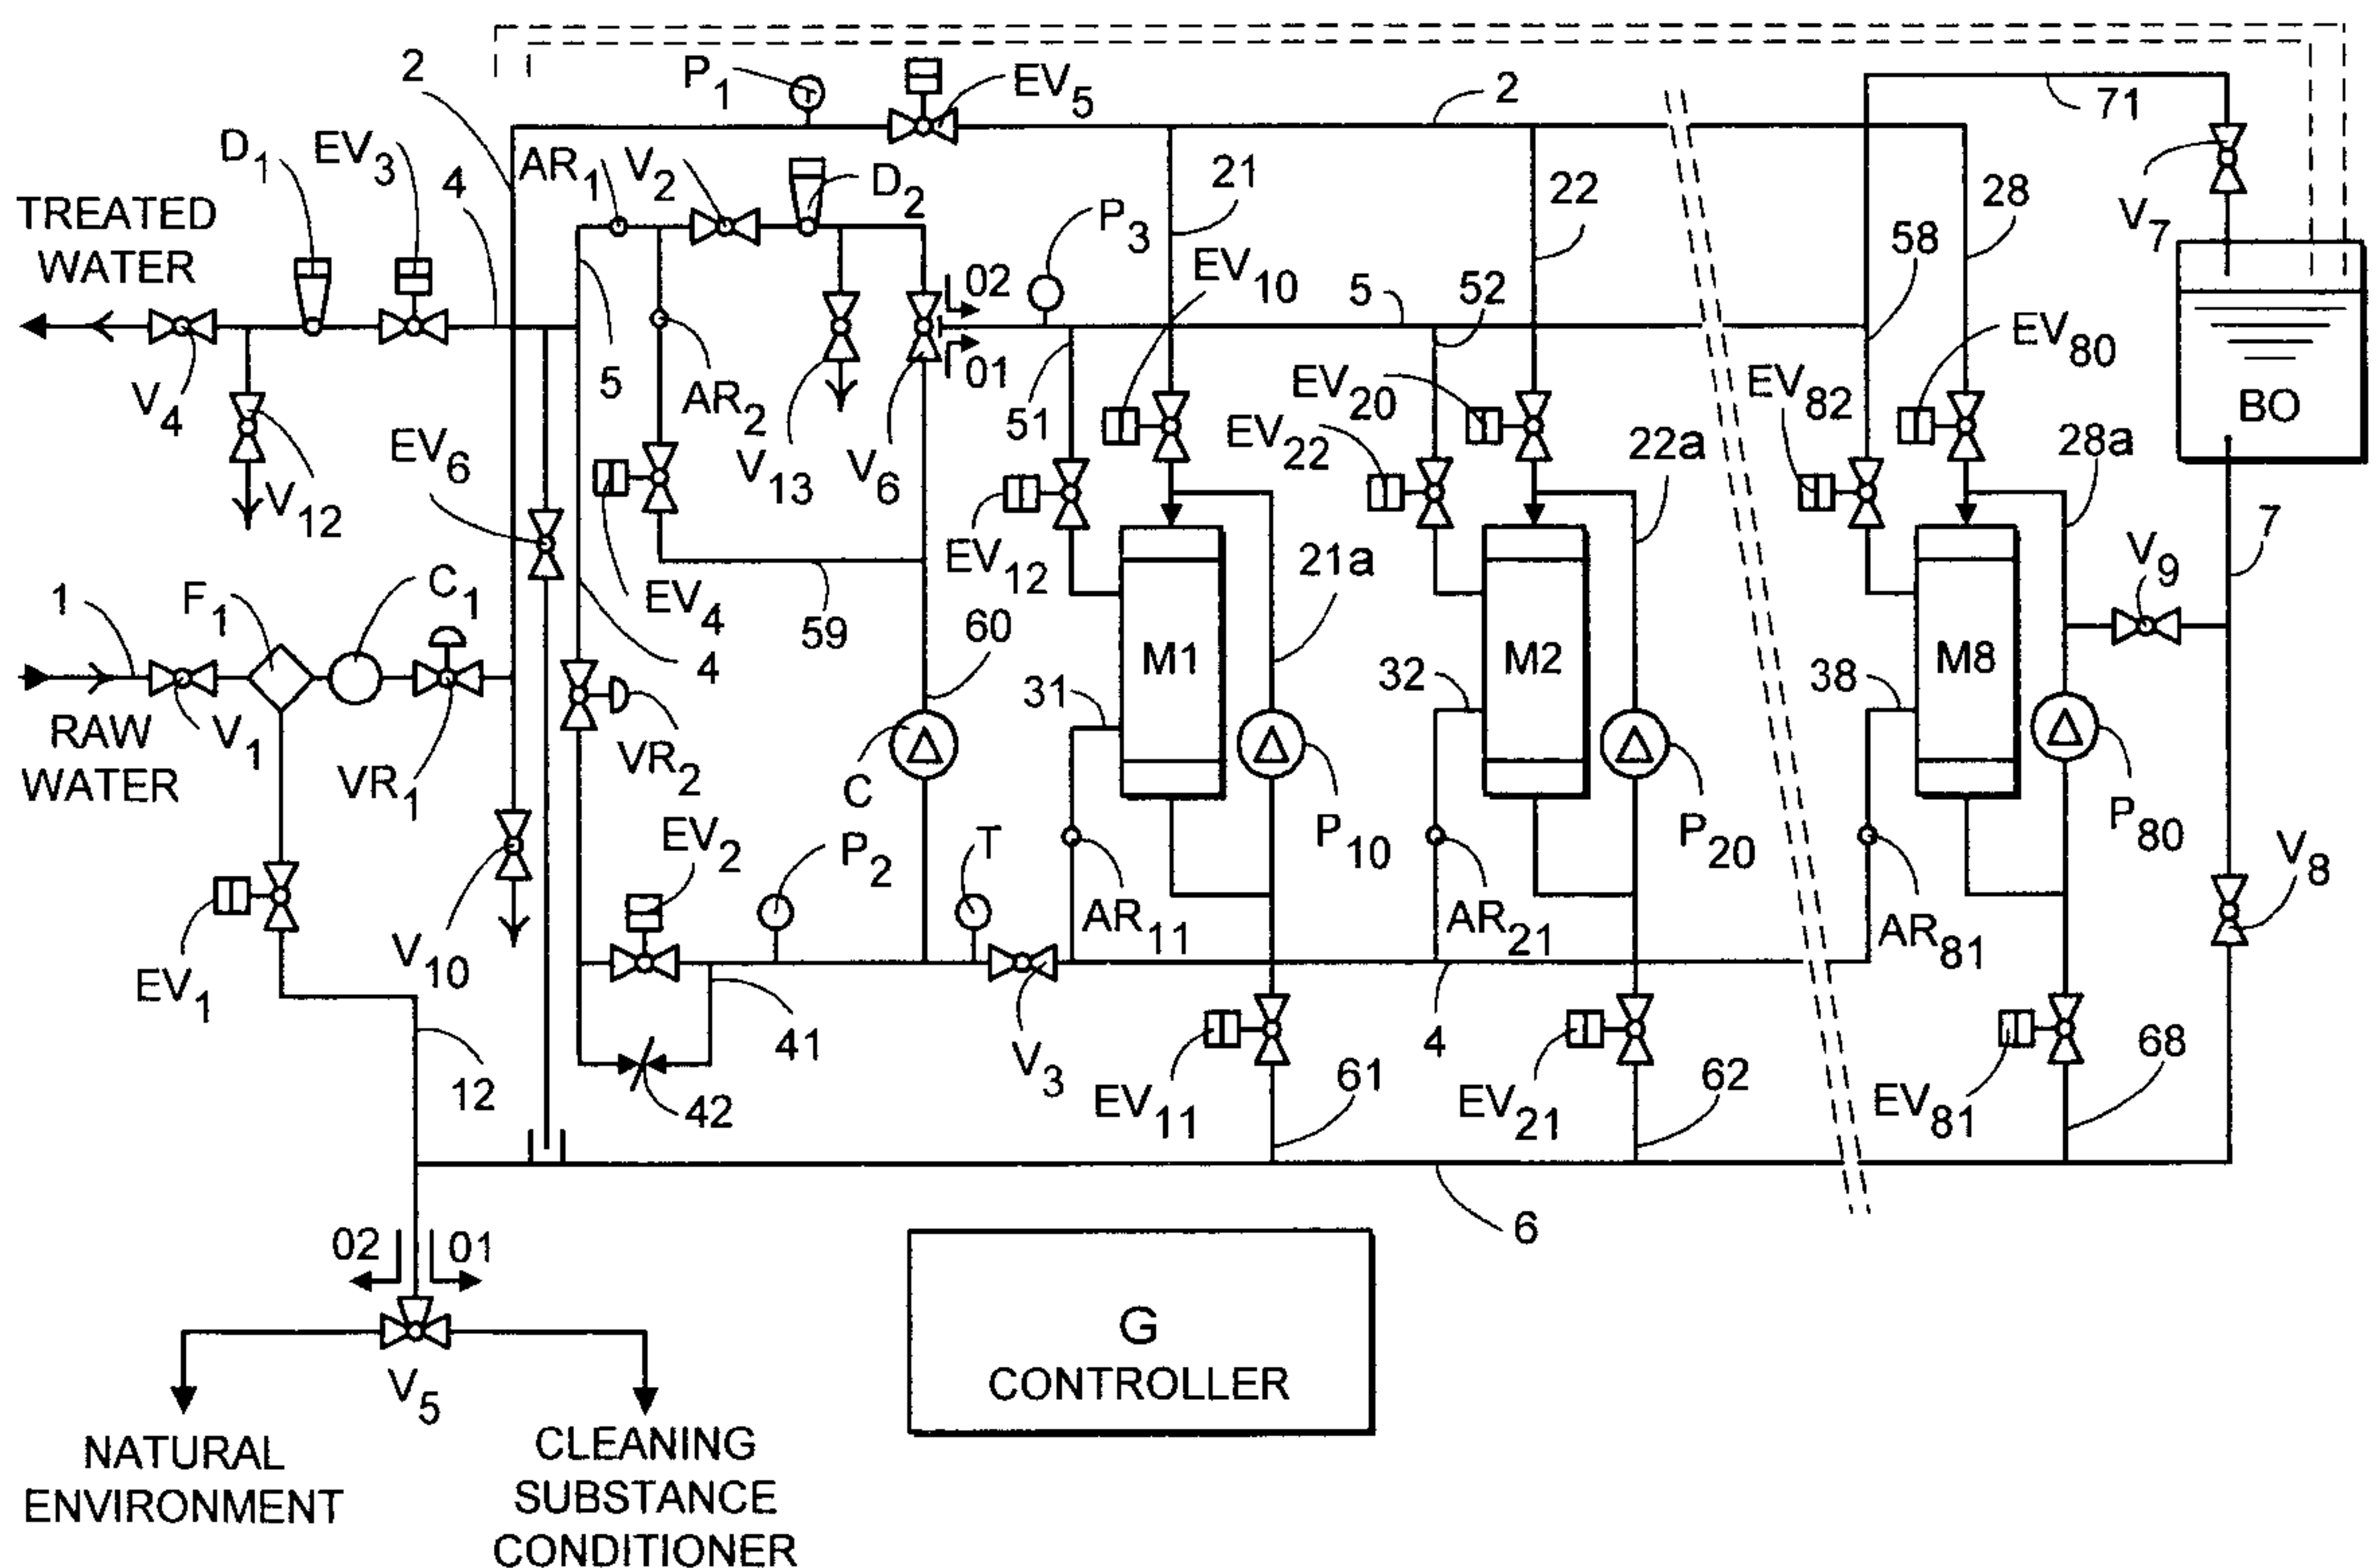 2
P1
EV5
2
71
D1
EV3
AR1
V2
D2
21
22
28
V7
4
TREATED
WATER
P3
58
EV10
02
5
52
V4
5
01
EV80
AR2
51
EV20
EV82
BO
EV6
V12
V13
V6
EV22
22a
28a
7
1
F1
C1
EV4
59
60
EV12
21a
V9
4
M1
M2
M8
31
32
38
RAW
WATER
V1
VR1
VR2
C
EV2
P2
T
P10
P20
P80
V8
EV1
V10
AR11
AR21
AR81
12
41
42
V3
4
EV11
61
EV21
62
EV81
68
6
02
01
V5
G
CONTROLLER
NATURAL
ENVIRONMENT
CLEANING
SUBSTANCE
CONDITIONER